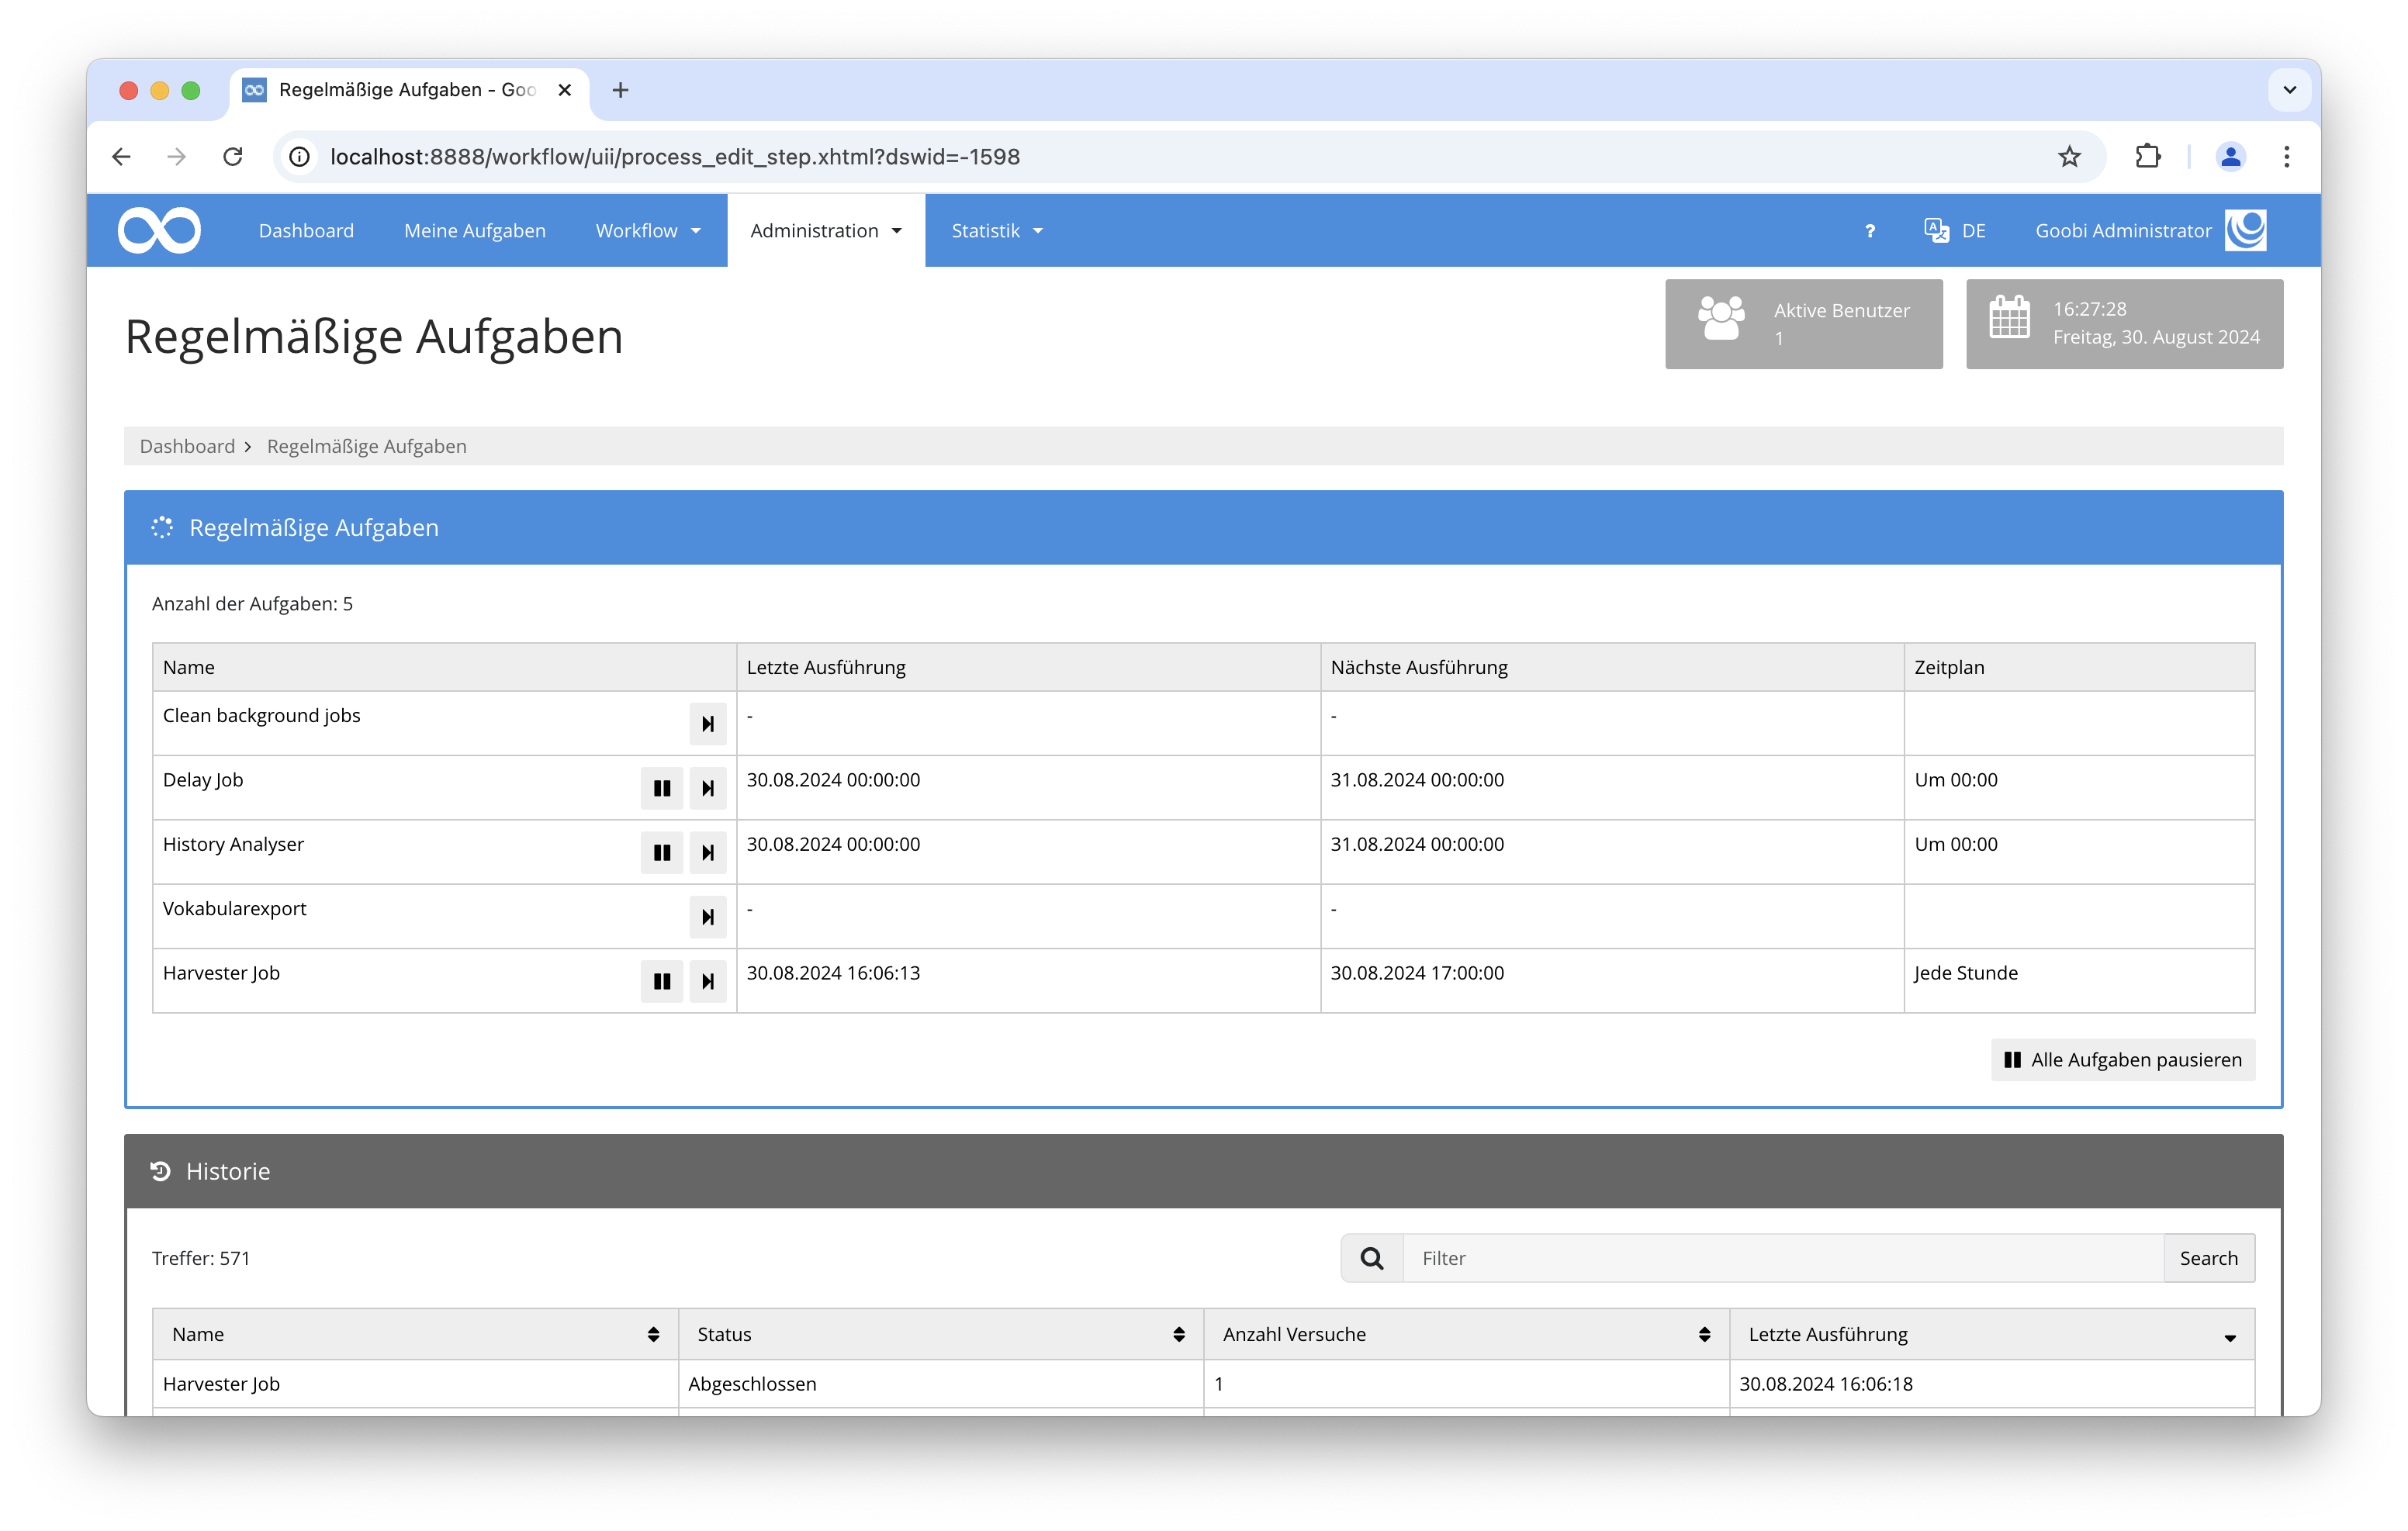 Regelmäßige Aufgaben - Goo
localhost:8888/workflow/uii/process_edit_step.xhtml?dswid=-1598
Dashboard Meine Aufgaben Workflow Administration Statistik ? DE Goobi Administrator
Regelmäßige Aufgaben
Aktive Benutzer
1
16:27:28
Freitag, 30. August 2024
Dashboard > Regelmäßige Aufgaben
Regelmäßige Aufgaben
Anzahl der Aufgaben: 5
Name Letzte Ausführung Nächste Ausführung Zeitplan
Clean background jobs - -
Delay Job 30.08.2024 00:00:00 31.08.2024 00:00:00 Um 00:00
History Analyser 30.08.2024 00:00:00 31.08.2024 00:00:00 Um 00:00
Vokabularexport - -
Harvester Job 30.08.2024 16:06:13 30.08.2024 17:00:00 Jede Stunde
Alle Aufgaben pausieren
Historie
Treffer: 571 Filter Search
Name Status Anzahl Versuche Letzte Ausführung
Harvester Job Abgeschlossen 1 30.08.2024 16:06:18